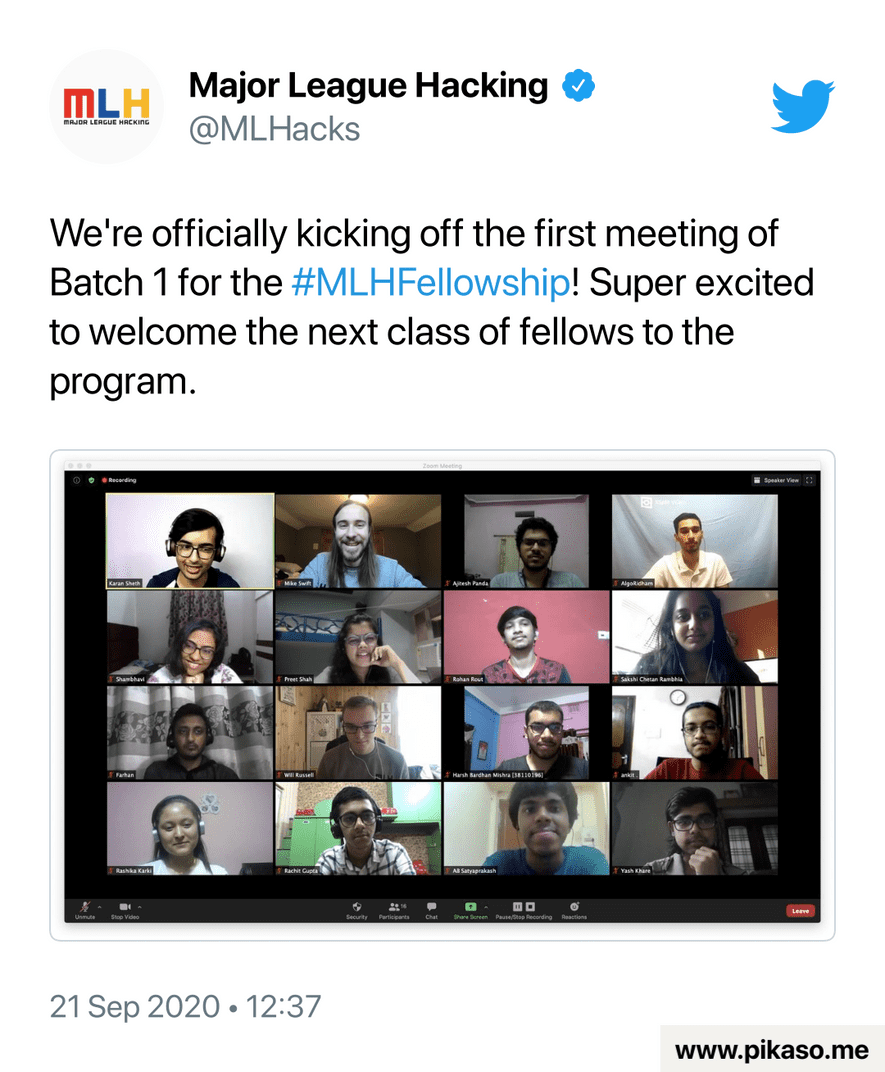 MLH
MAJOR LEAGUE HACKING
Major League Hacking
@MLHacks
We're officially kicking off the first meeting of
Batch 1 for the #MLHFellowship! Super excited
to welcome the next class of fellows to the
program.
Zoom Meeting
Recording
Speaker View
Karan Sheth
Mike Swift
Ajitesh Panda
AlgoRidham
Shambhavi
Preet Shah
Rohan Rout
Sakshi Chetan Rambhia
Farhan
Will Russell
Harsh Bardhan Mishra [38110196]
ankit .
Rashika Karki
Rachit Gupta
AB Satyaprakash
Yash Khare
Unmute
Stop Video
Security
Participants
16
Chat
Share Screen
Pause/Stop Recording
Reactions
Leave
21 Sep 2020 • 12:37
www.pikaso.me